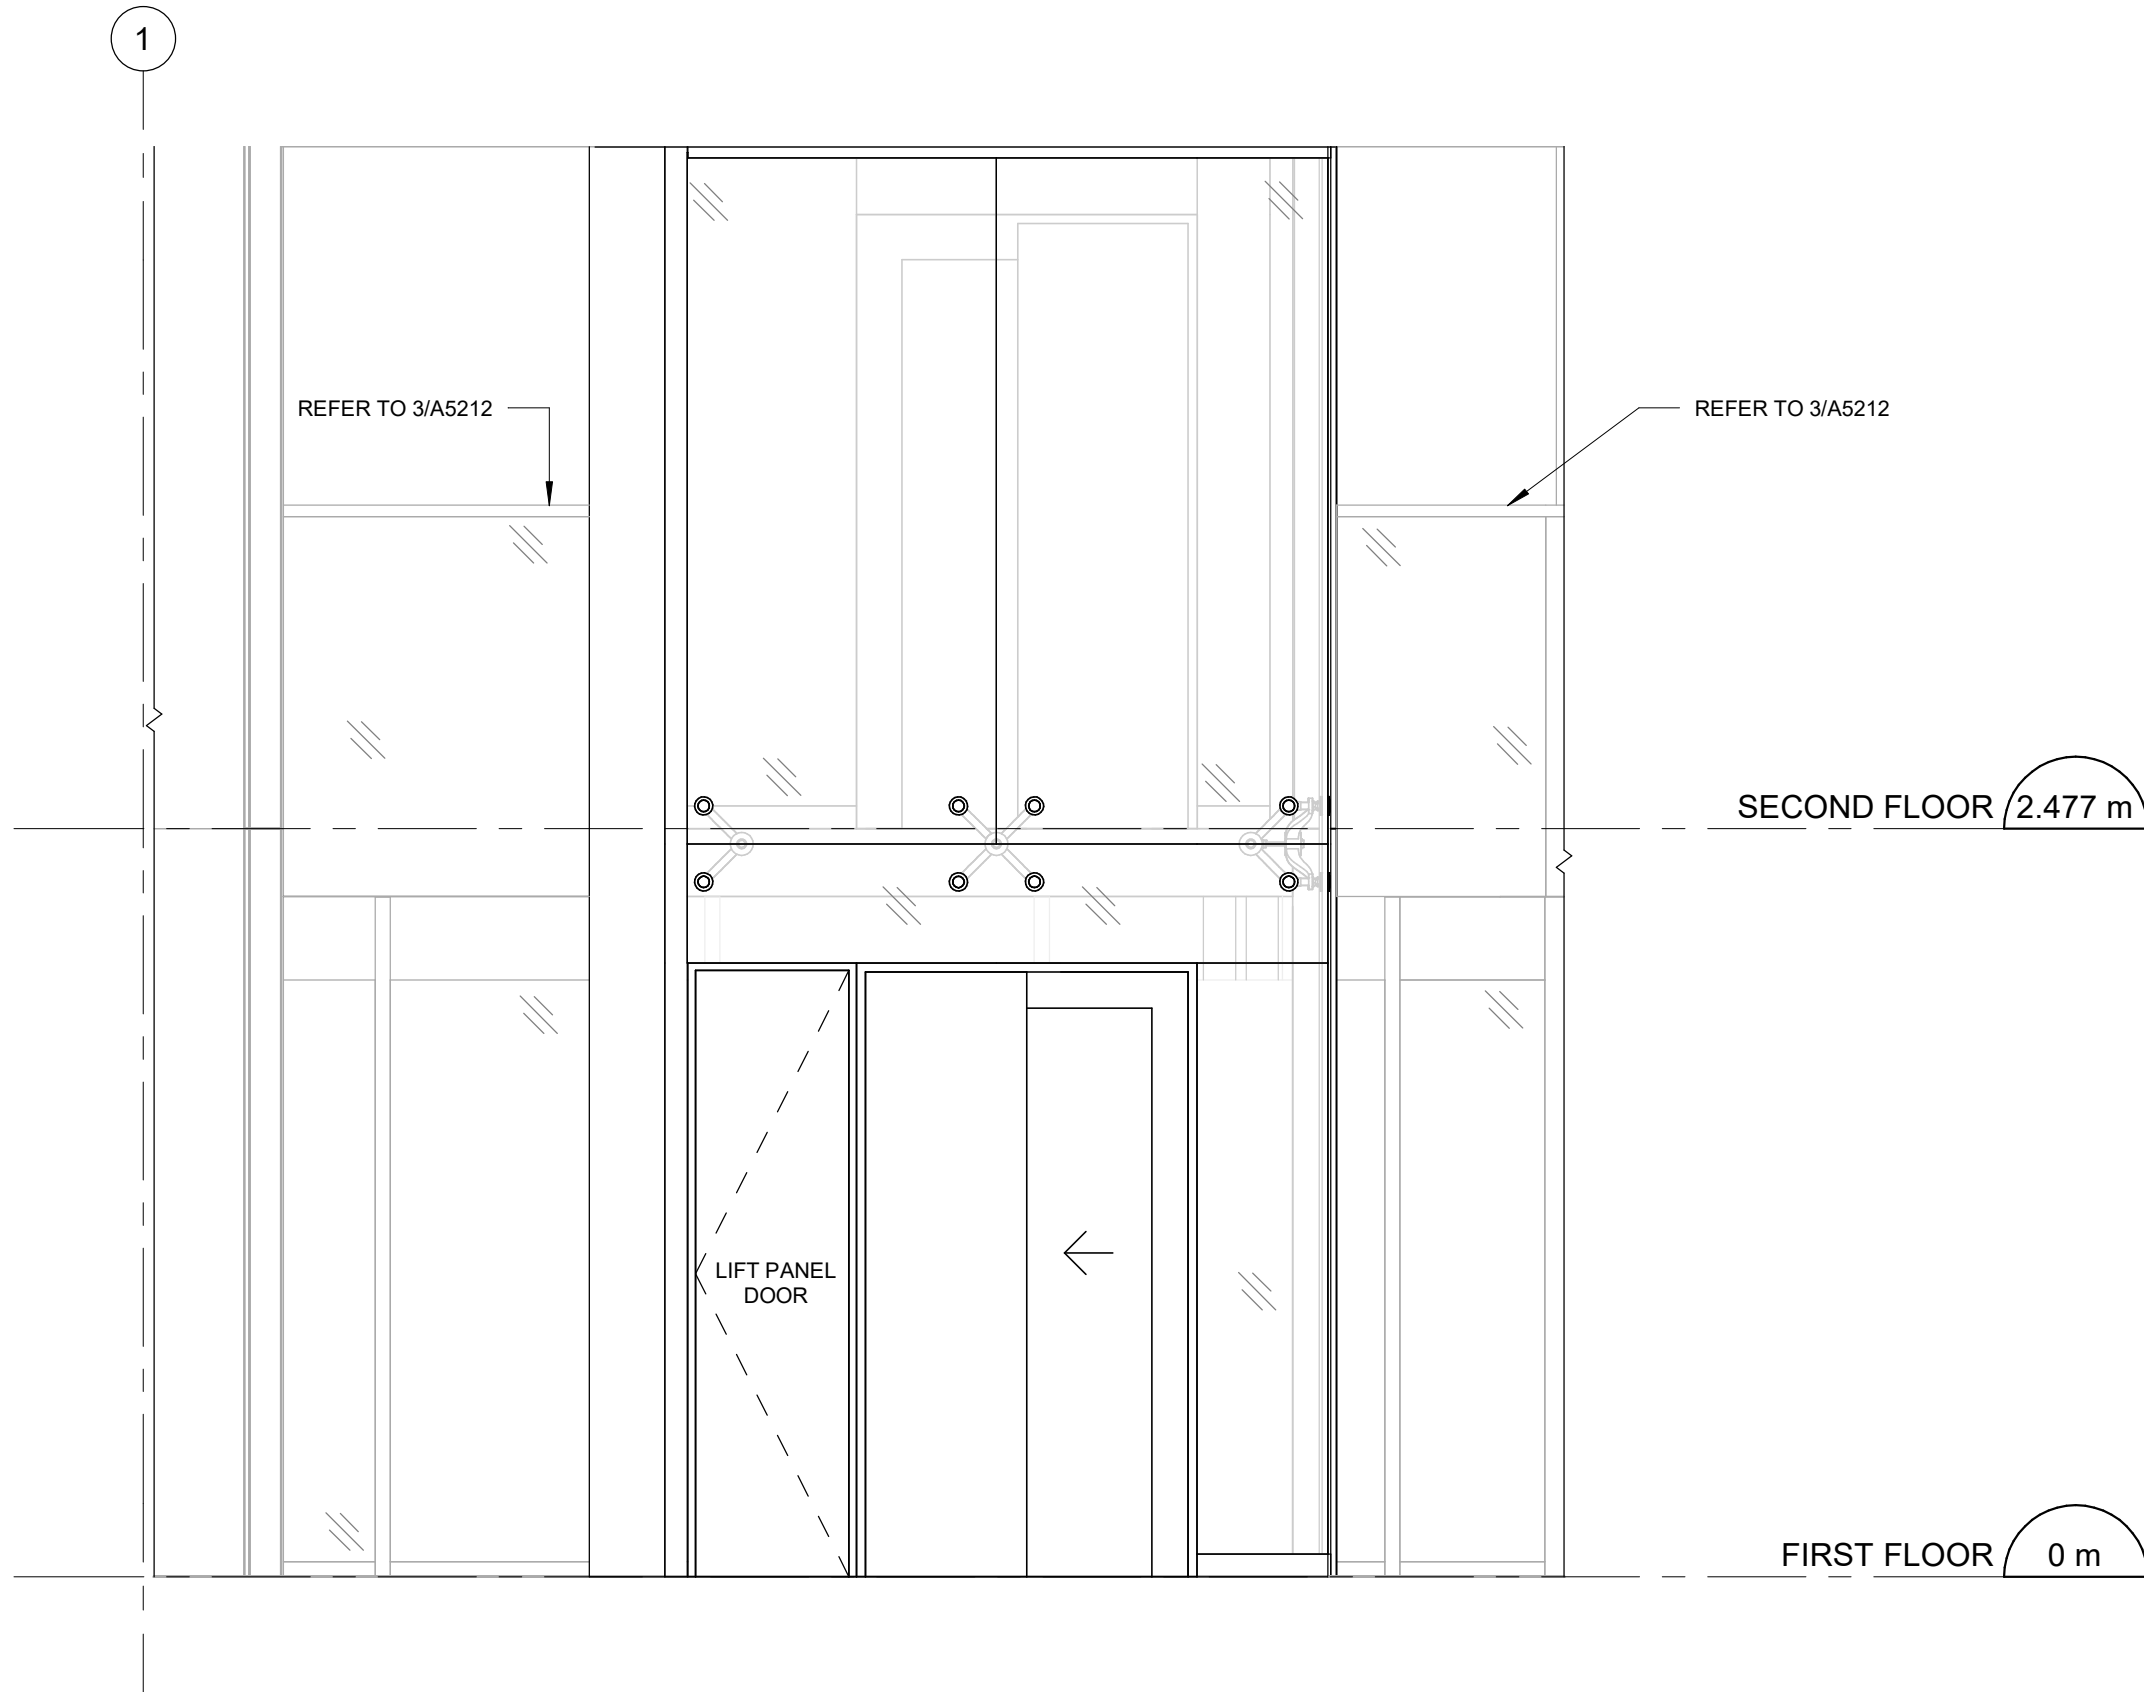 1
REFER TO 3/A5212
REFER TO 3/A5212
SECOND FLOOR 2.477 m
LIFT PANEL
DOOR
FIRST FLOOR 0 m